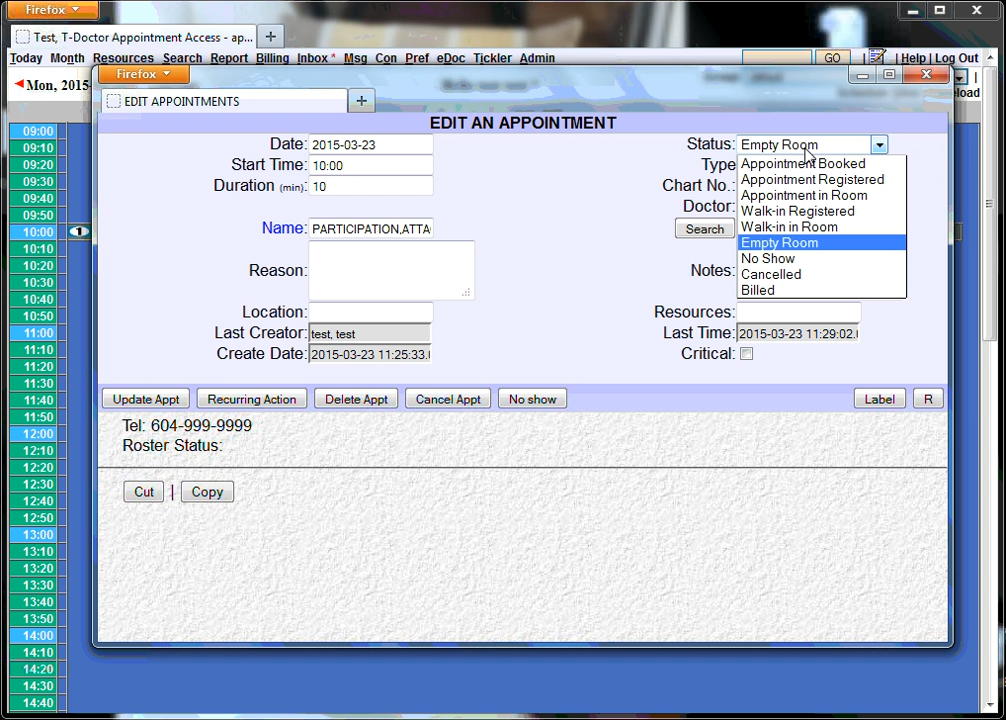 Firefox
Test, T-Doctor Appointment Access - ap...
Today Month Resources Search Report Billing Inbox* Msg Con Pref eDoc Tickler Admin
GO | Help | Log Out
Mon, 2015-
Firefox
EDIT APPOINTMENTS
EDIT AN APPOINTMENT
Date: 2015-03-23
Status: Empty Room
Start Time: 10:00
Type
Duration (min): 10
Chart No.:
Doctor:
Name: PARTICIPATION,ATTA
Search
Reason:
Notes:
Location:
Resources:
Last Creator: test, test
Last Time: 2015-03-23 11:29:02.
Create Date: 2015-03-23 11:25:33.
Critical:
Appointment Booked
Appointment Registered
Appointment in Room
Walk-in Registered
Walk-in in Room
Empty Room
No Show
Cancelled
Billed
Update Appt
Recurring Action
Delete Appt
Cancel Appt
No show
Label
R
Tel: 604-999-9999
Roster Status:
Cut | Copy
09:00
09:10
09:20
09:30
09:40
09:50
10:00 1
10:10
10:20
10:30
10:40
10:50
11:00
11:10
11:20
11:30
11:40
11:50
12:00
12:10
12:20
12:30
12:40
12:50
13:00
13:10
13:20
13:30
13:40
13:50
14:00
14:10
14:20
14:30
14:40